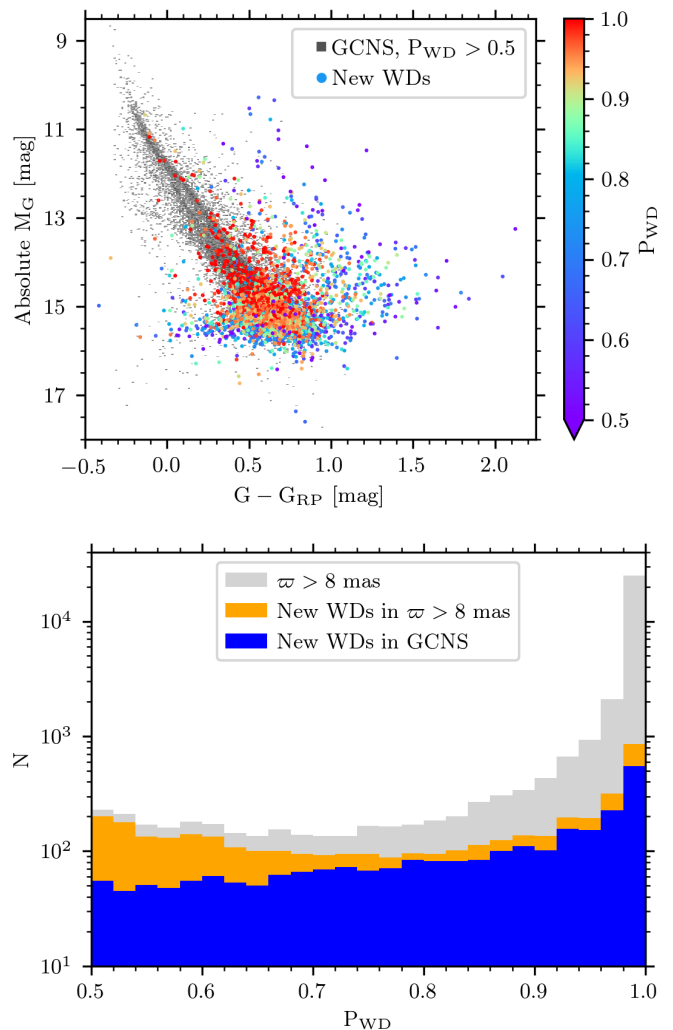 9
11
13
15
17
Absolute M_G [mag]
GCNS, P_WD > 0.5
New WDs
−0.5 0.0 0.5 1.0 1.5 2.0
G − G_RP [mag]
1.0
0.9
0.8
0.7
0.6
0.5
P_WD
ϖ > 8 mas
New WDs in ϖ > 8 mas
New WDs in GCNS
10^4
10^3
10^2
10^1
N
0.5 0.6 0.7 0.8 0.9 1.0
P_WD